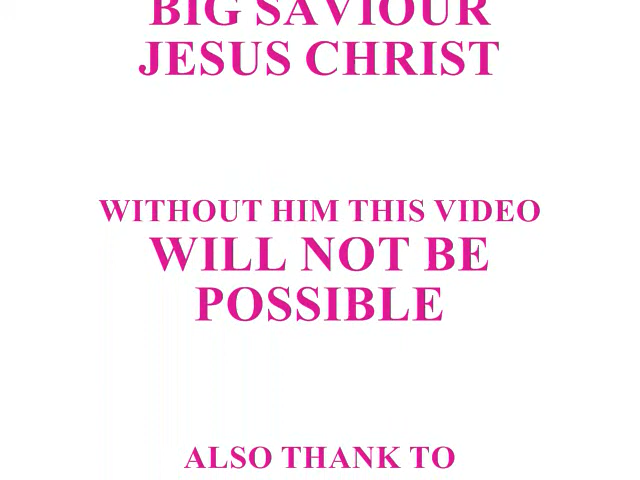 BIG SAVIOUR
JESUS CHRIST
WITHOUT HIM THIS VIDEO
WILL NOT BE
POSSIBLE
ALSO THANK TO